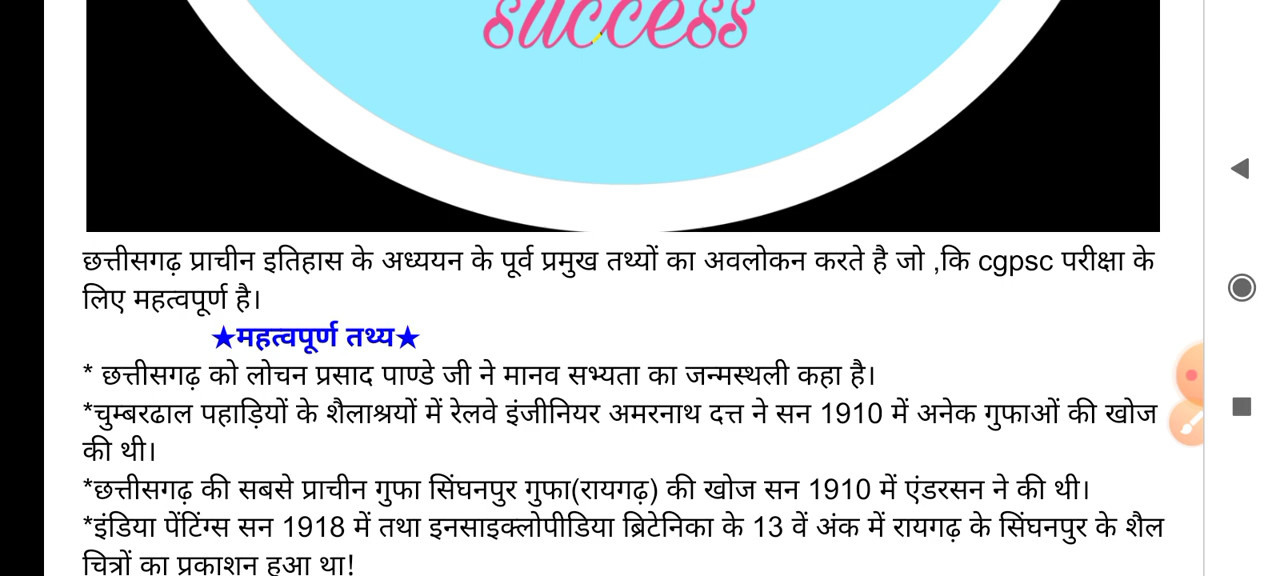 success
छत्तीसगढ़ प्राचीन इतिहास के अध्ययन के पूर्व प्रमुख तथ्यों का अवलोकन करते है जो ,कि cgpsc परीक्षा के
लिए महत्वपूर्ण है।
★महत्वपूर्ण तथ्य★
* छत्तीसगढ़ को लोचन प्रसाद पाण्डे जी ने मानव सभ्यता का जन्मस्थली कहा है।
*चुम्बरढाल पहाड़ियों के शैलाश्रयों में रेलवे इंजीनियर अमरनाथ दत्त ने सन 1910 में अनेक गुफाओं की खोज
की थी।
*छत्तीसगढ़ की सबसे प्राचीन गुफा सिंघनपुर गुफा(रायगढ़) की खोज सन 1910 में एंडरसन ने की थी।
*इंडिया पेंटिंग्स सन 1918 में तथा इनसाइक्लोपीडिया ब्रिटेनिका के 13 वें अंक में रायगढ़ के सिंघनपुर के शैल
चित्रों का प्रकाशन हुआ था!